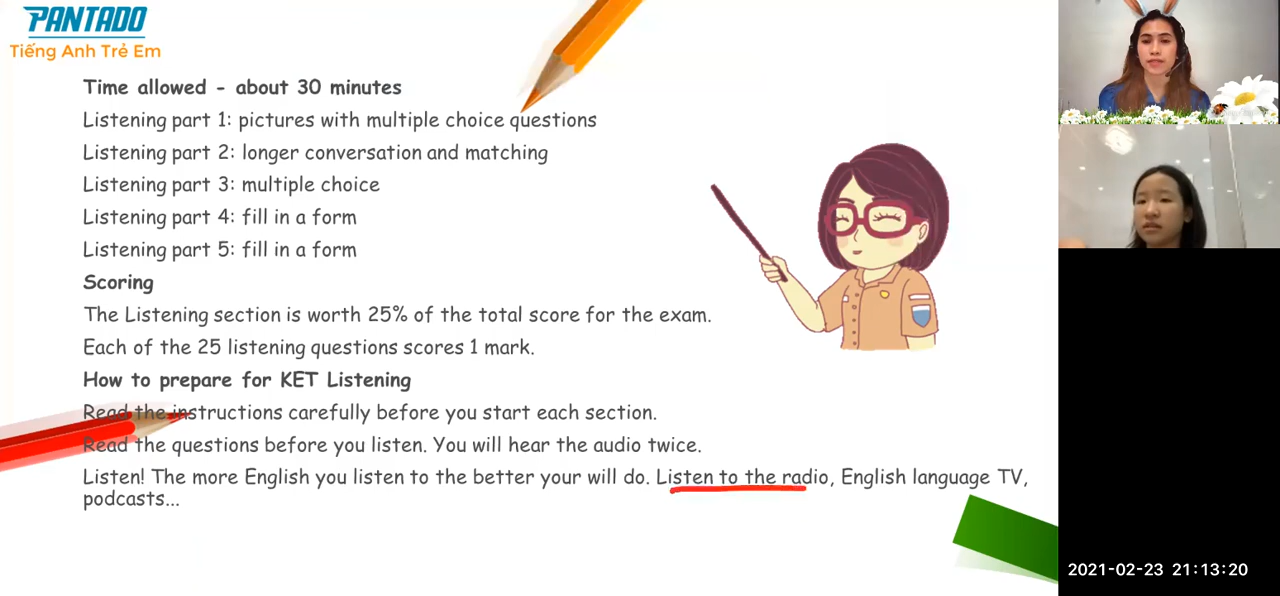 PANTADO
Tiếng Anh Trẻ Em
Time allowed - about 30 minutes
Listening part 1: pictures with multiple choice questions
Listening part 2: longer conversation and matching
Listening part 3: multiple choice
Listening part 4: fill in a form
Listening part 5: fill in a form
Scoring
The Listening section is worth 25% of the total score for the exam.
Each of the 25 listening questions scores 1 mark.
How to prepare for KET Listening
Read the instructions carefully before you start each section.
Read the questions before you listen. You will hear the audio twice.
Listen! The more English you listen to the better your will do. Listen to the radio, English language TV,
podcasts...
2021-02-23 21:13:20